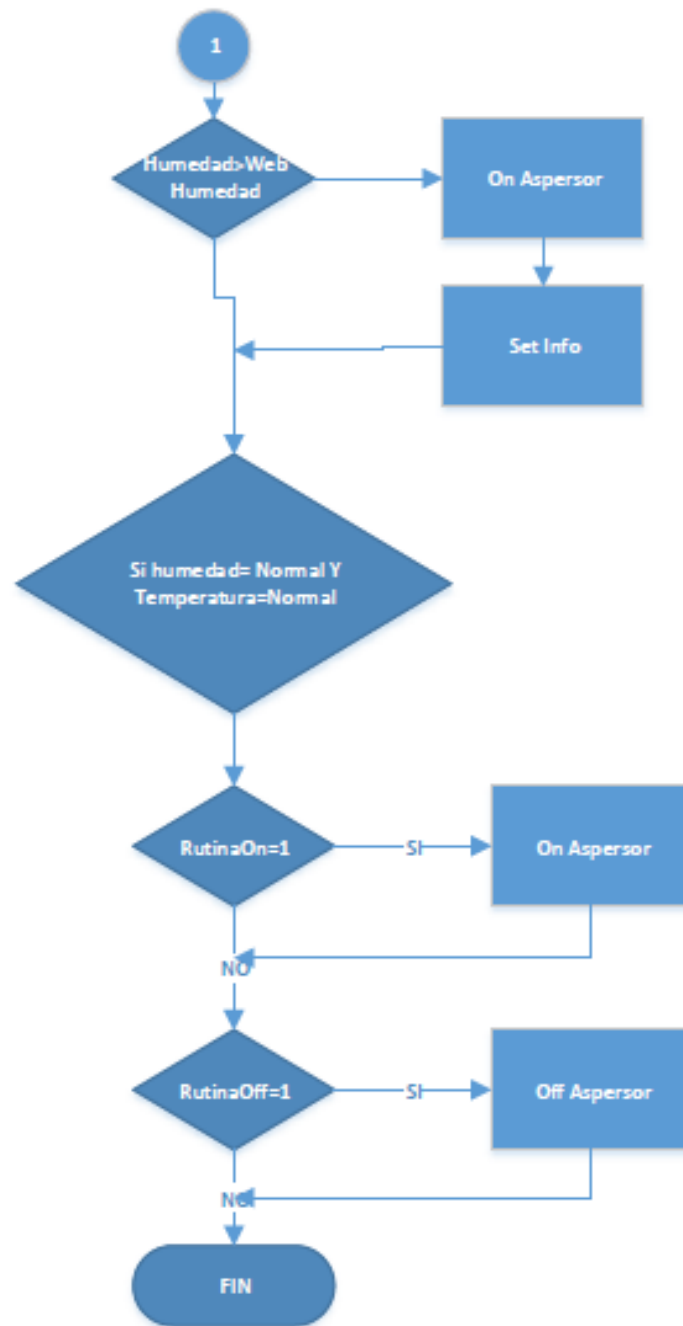 1
Humedad>Web
Humedad
On Aspersor
Set Info
Si humedad= Normal Y
Temperatura=Normal
RutinaOn=1
SI
On Aspersor
NO
RutinaOff=1
SI
Off Aspersor
NO
FIN